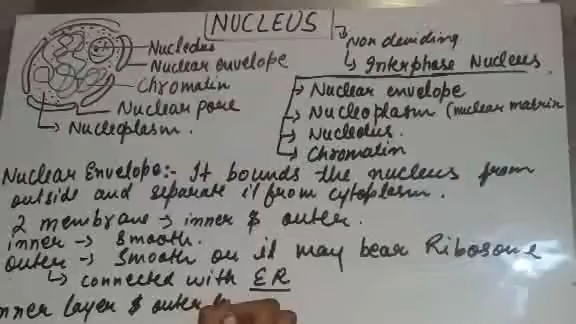 NUCLEUS
Non deviding
Interphase Nucleus
Nucleolus
Nuclear envelope
Chromatin
Nuclear pore
Nucleoplasm.
Nuclear envelope
Nucleoplasm (nuclear matrix
Nucleolus.
Chromatin
Nuclear Envelope:- It bounds the nucleus from
outside and separate it from cytoplasm.
2 membrane → inner & outer.
inner → Smooth.
outer → Smooth or it may bear Ribosome
↳ connected with ER
nner layer & outer